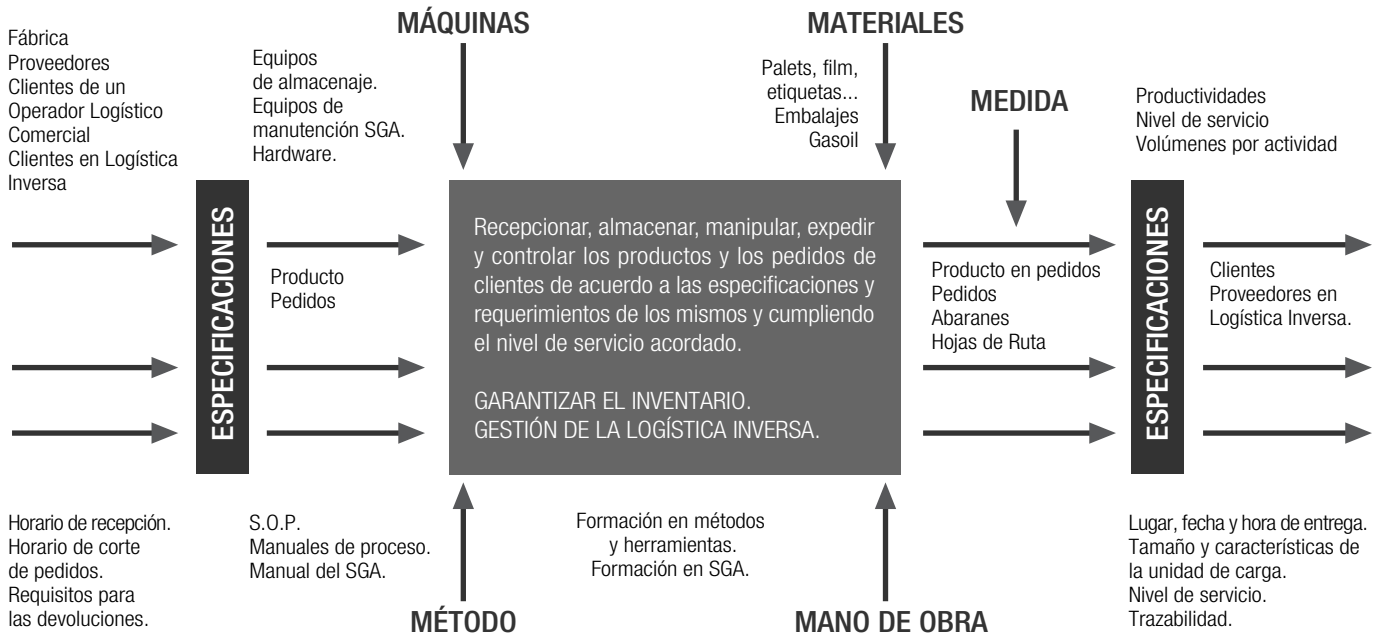 MÁQUINAS
MATERIALES
Fábrica
Proveedores
Clientes de un
Operador Logístico
Comercial
Clientes en Logística
Inversa
Equipos
de almacenaje.
Equipos de
manutención SGA.
Hardware.
Palets, film,
etiquetas...
Embalajes
Gasoil
MEDIDA
Productividades
Nivel de servicio
Volúmenes por actividad
ESPECIFICACIONES
Producto
Pedidos
Recepcionar, almacenar, manipular, expedir
y controlar los productos y los pedidos de
clientes de acuerdo a las especificaciones y
requerimientos de los mismos y cumpliendo
el nivel de servicio acordado.
GARANTIZAR EL INVENTARIO.
GESTIÓN DE LA LOGÍSTICA INVERSA.
Producto en pedidos
Pedidos
Abaranes
Hojas de Ruta
ESPECIFICACIONES
Clientes
Proveedores en
Logística Inversa.
Horario de recepción.
Horario de corte
de pedidos.
Requisitos para
las devoluciones.
S.O.P.
Manuales de proceso.
Manual del SGA.
Formación en métodos
y herramientas.
Formación en SGA.
Lugar, fecha y hora de entrega.
Tamaño y características de
la unidad de carga.
Nivel de servicio.
Trazabilidad.
MÉTODO
MANO DE OBRA